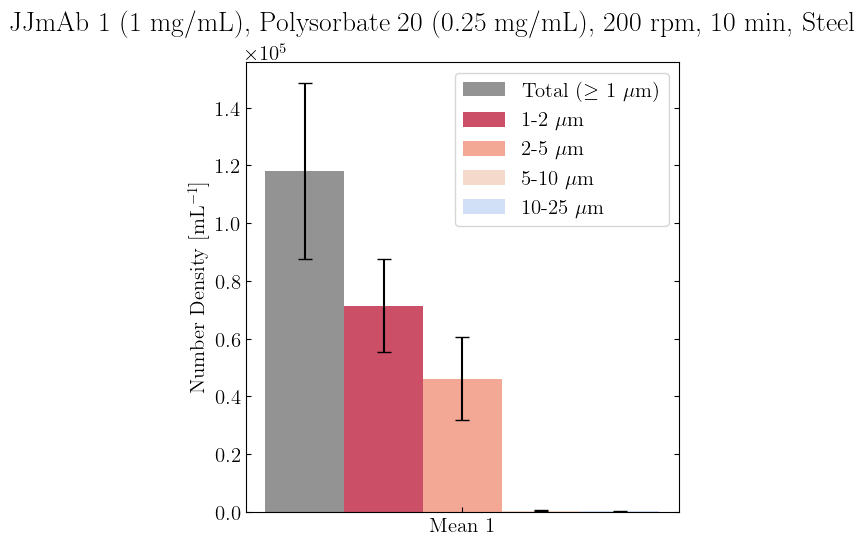 JJmAb 1 (1 mg/mL), Polysorbate 20 (0.25 mg/mL), 200 rpm, 10 min, Steel
×10⁵
Total (≥ 1 μm)
1-2 μm
2-5 μm
5-10 μm
10-25 μm
1.4
1.2
1.0
0.8
0.6
0.4
0.2
0.0
Number Density [mL⁻¹]
Mean 1